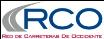 RCO
RED DE CARRETERAS DE OCCIDENTE